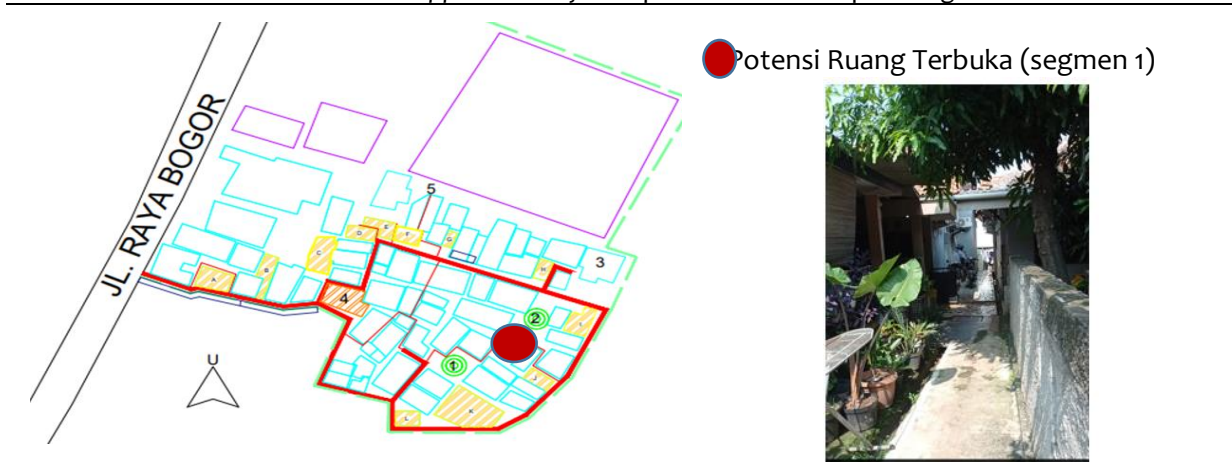 Potensi Ruang Terbuka (segmen 1)
JL. RAYA BOGOR
5
E
D
F
G
C
H
3
B
A
4
2
1
K
L
U